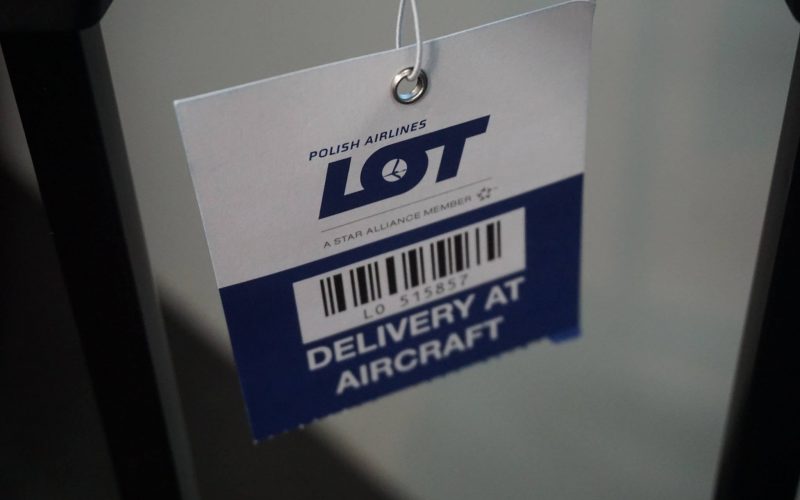 POLISH AIRLINES
LOT
A STAR ALLIANCE MEMBER
LO 515857
DELIVERY AT
AIRCRAFT